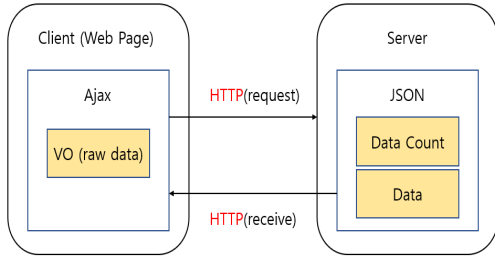 Client (Web Page)
Ajax
VO (raw data)
HTTP(request)
HTTP(receive)
Server
JSON
Data Count
Data